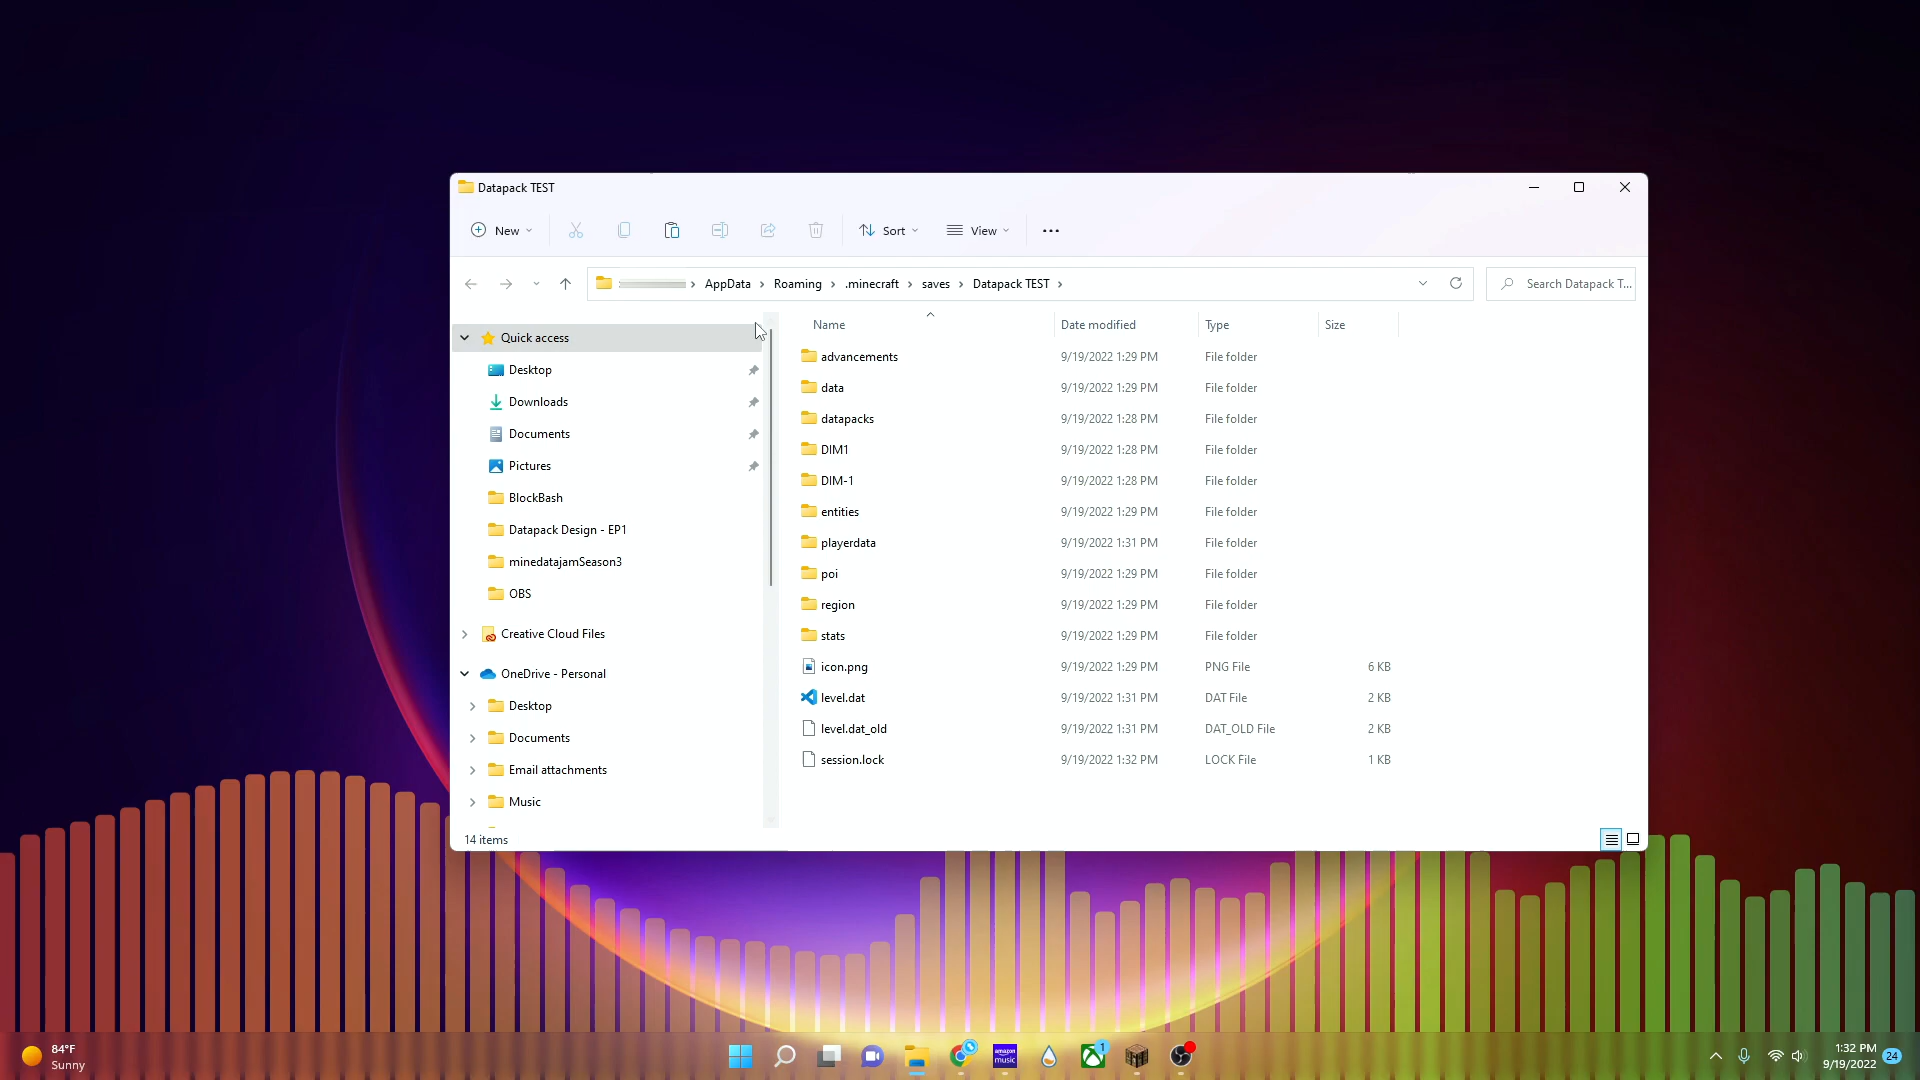 Datapack TEST
New
Sort
View
AppData > Roaming > .minecraft > saves > Datapack TEST >
Search Datapack T...
Name Date modified Type Size
Quick access
Desktop
Downloads
Documents
Pictures
BlockBash
Datapack Design - EP1
minedatajamSeason3
OBS
Creative Cloud Files
OneDrive - Personal
Desktop
Documents
Email attachments
Music
advancements 9/19/2022 1:29 PM File folder
data 9/19/2022 1:29 PM File folder
datapacks 9/19/2022 1:28 PM File folder
DIM1 9/19/2022 1:28 PM File folder
DIM-1 9/19/2022 1:28 PM File folder
entities 9/19/2022 1:29 PM File folder
playerdata 9/19/2022 1:31 PM File folder
poi 9/19/2022 1:29 PM File folder
region 9/19/2022 1:29 PM File folder
stats 9/19/2022 1:29 PM File folder
icon.png 9/19/2022 1:29 PM PNG File 6 KB
level.dat 9/19/2022 1:31 PM DAT File 2 KB
level.dat_old 9/19/2022 1:31 PM DAT_OLD File 2 KB
session.lock 9/19/2022 1:32 PM LOCK File 1 KB
14 items
84°F
Sunny
amazon
music
1
1:32 PM
9/19/2022
24